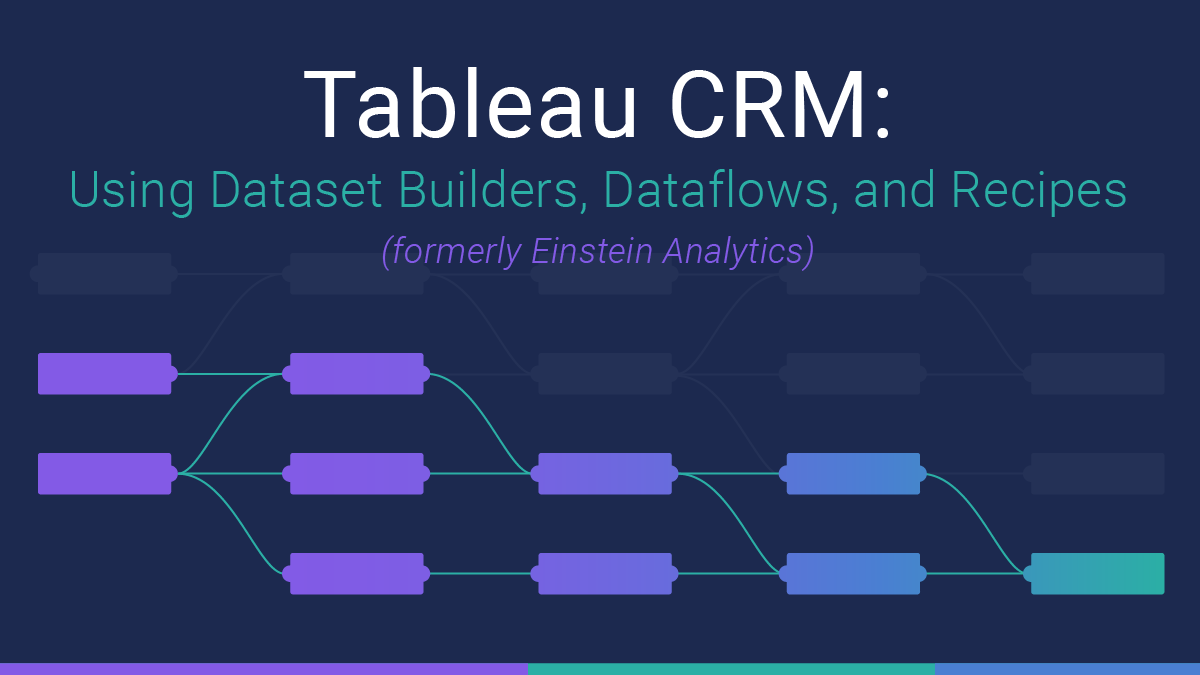 Tableau CRM:
Using Dataset Builders, Dataflows, and Recipes
(formerly Einstein Analytics)